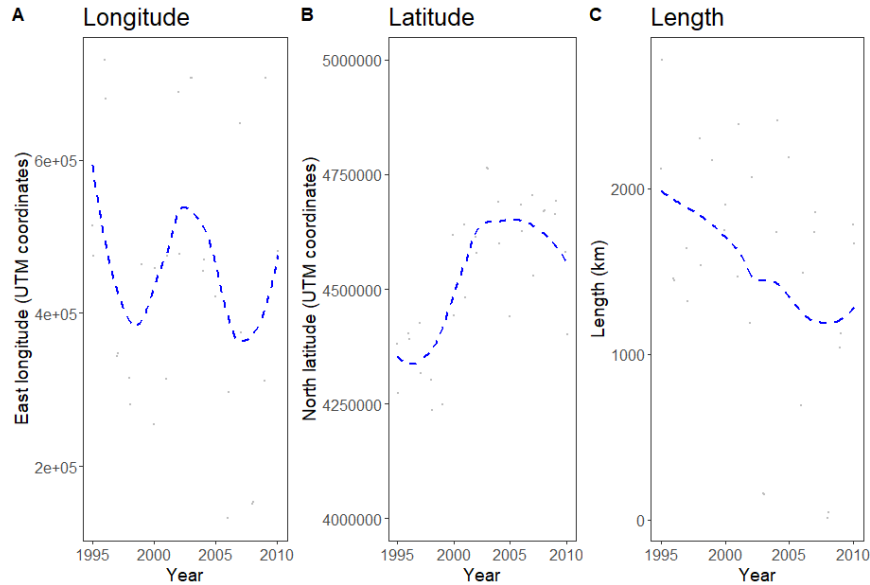 A Longitude
East longitude (UTM coordinates)
6e+05
4e+05
2e+05
1995 2000 2005 2010
Year
B Latitude
North latitude (UTM coordinates)
5000000
4750000
4500000
4250000
4000000
1995 2000 2005 2010
Year
C Length
Length (km)
2000
1000
0
1995 2000 2005 2010
Year